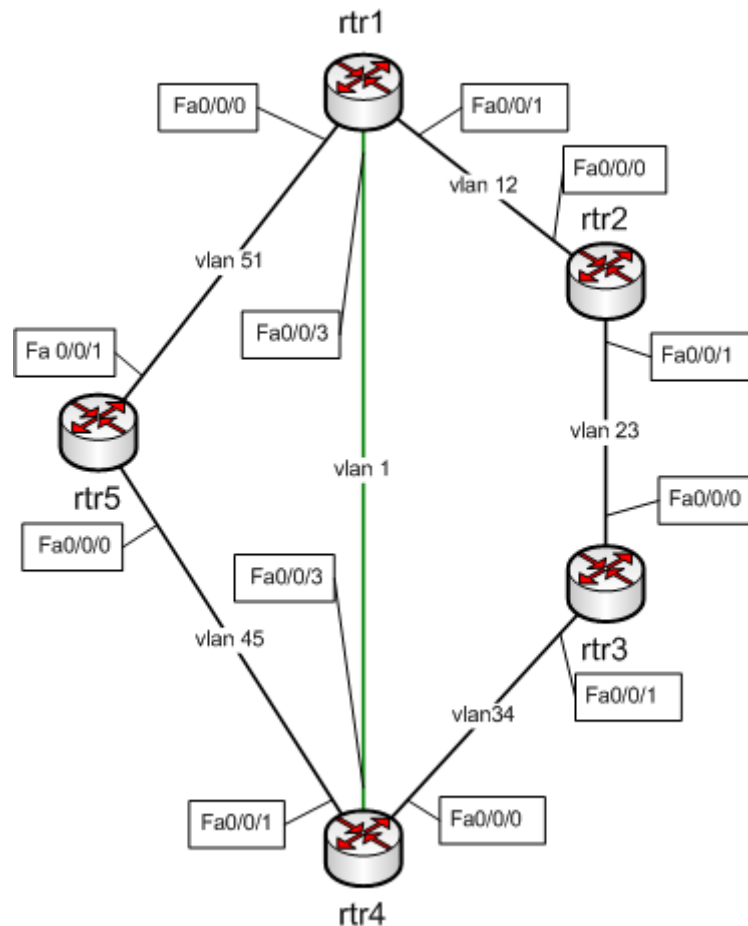 rtr1
Fa0/0/0
Fa0/0/1
Fa0/0/0
vlan 12
rtr2
vlan 51
Fa0/0/3
Fa 0/0/1
Fa0/0/1
vlan 23
vlan 1
rtr5
Fa0/0/0
Fa0/0/0
Fa0/0/3
vlan 45
rtr3
Fa0/0/1
vlan34
Fa0/0/1
Fa0/0/0
rtr4